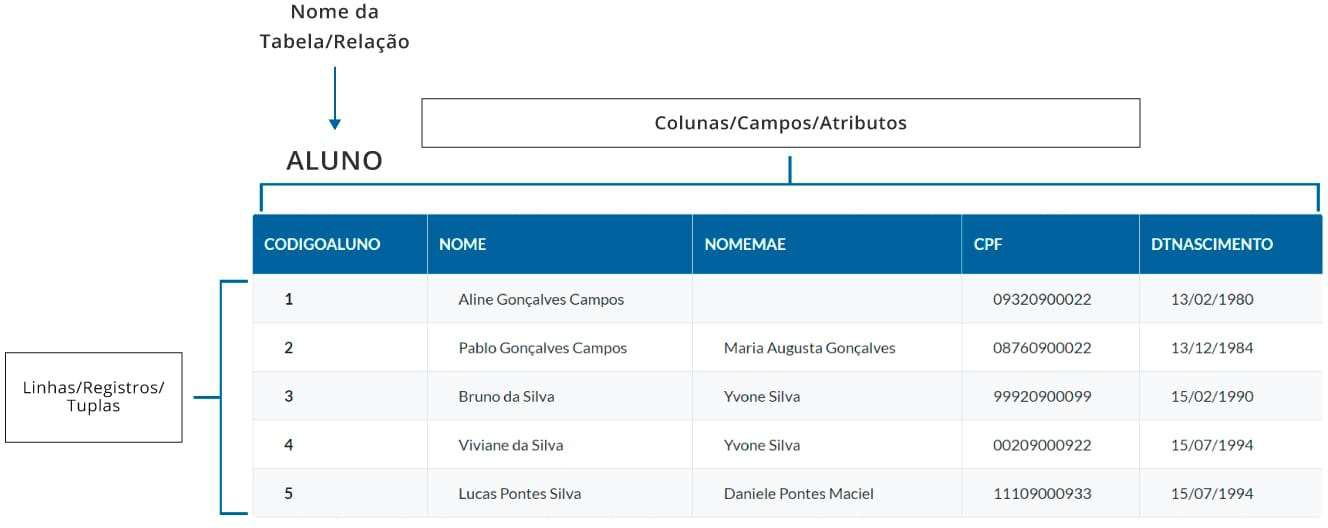 Nome da
Tabela/Relação
Colunas/Campos/Atributos
ALUNO
CODIGOALUNO NOME NOMEMAE CPF DTNASCIMENTO
1 Aline Gonçalves Campos 09320900022 13/02/1980
2 Pablo Gonçalves Campos Maria Augusta Gonçalves 08760900022 13/12/1984
Linhas/Registros/
Tuplas
3 Bruno da Silva Yvone Silva 99920900099 15/02/1990
4 Viviane da Silva Yvone Silva 00209000922 15/07/1994
5 Lucas Pontes Silva Daniele Pontes Maciel 11109000933 15/07/1994